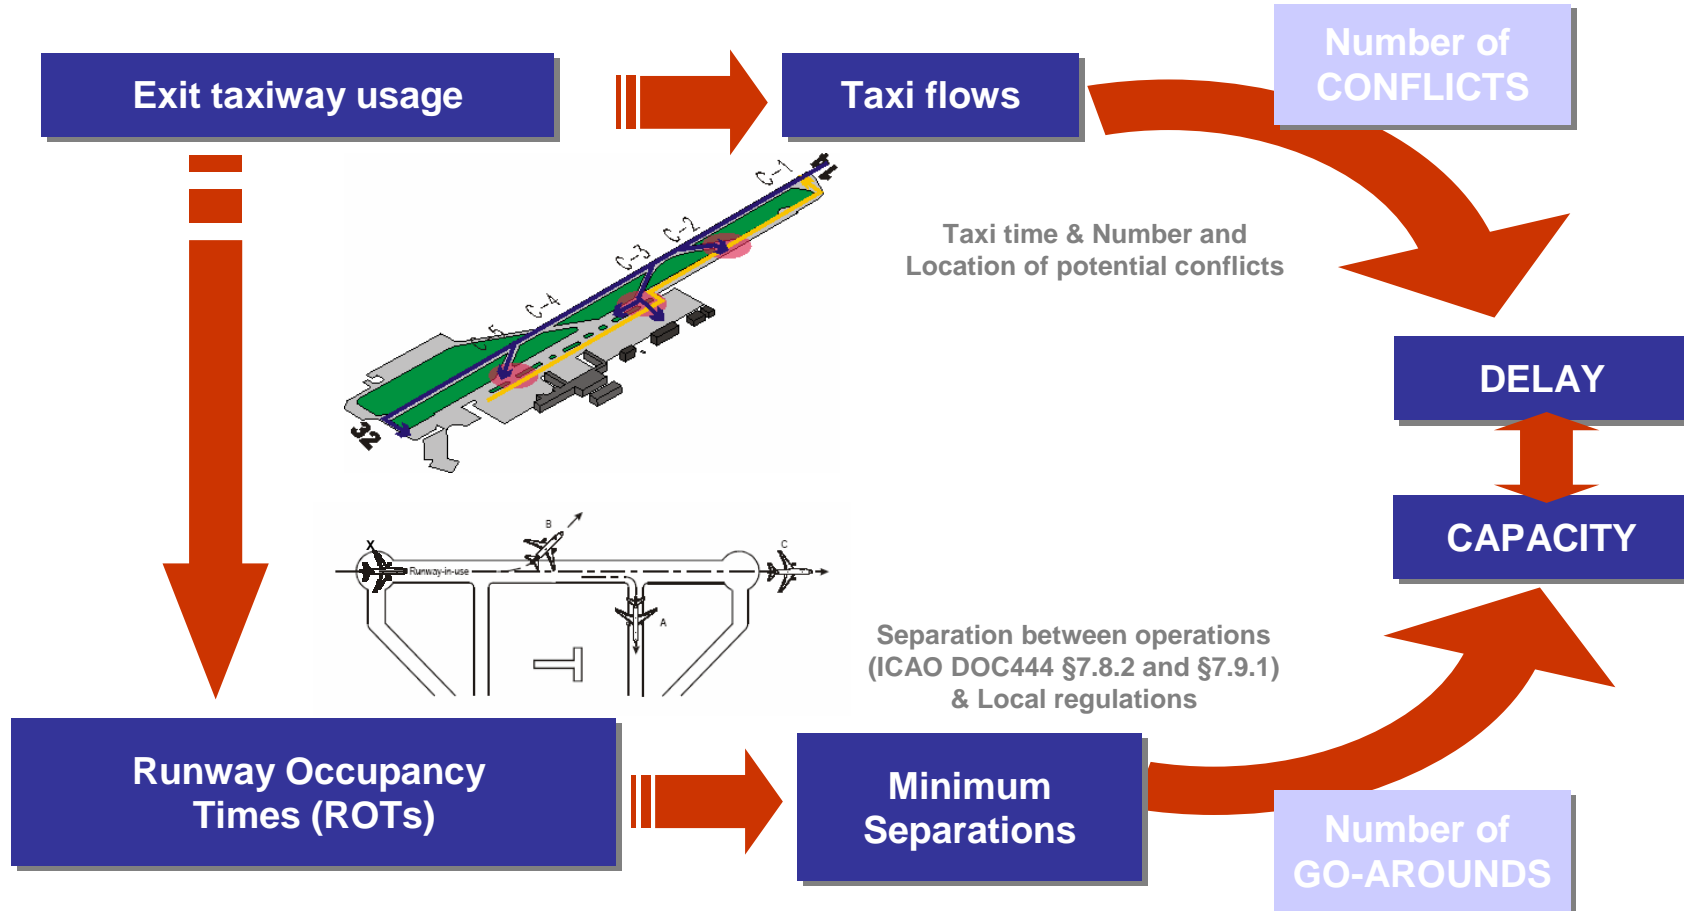 Exit taxiway usage
Taxi flows
Number of
CONFLICTS
C-1
14
C-2
C-3
C-4
C-5
32
Taxi time & Number and
Location of potential conflicts
DELAY
CAPACITY
X
B
C
Runway-in-use
A
Separation between operations
(ICAO DOC444 §7.8.2 and §7.9.1)
& Local regulations
Runway Occupancy
Times (ROTs)
Minimum
Separations
Number of
GO-AROUNDS